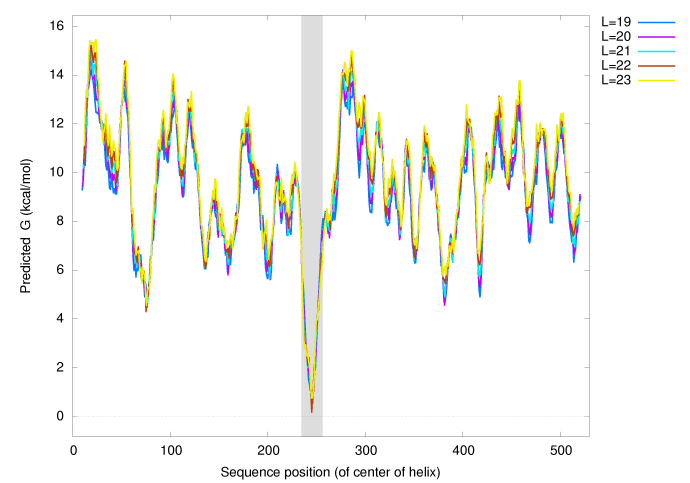 L=19
L=20
L=21
L=22
L=23
16
14
12
10
8
6
4
2
0
Predicted G (kcal/mol)
0 100 200 300 400 500
Sequence position (of center of helix)